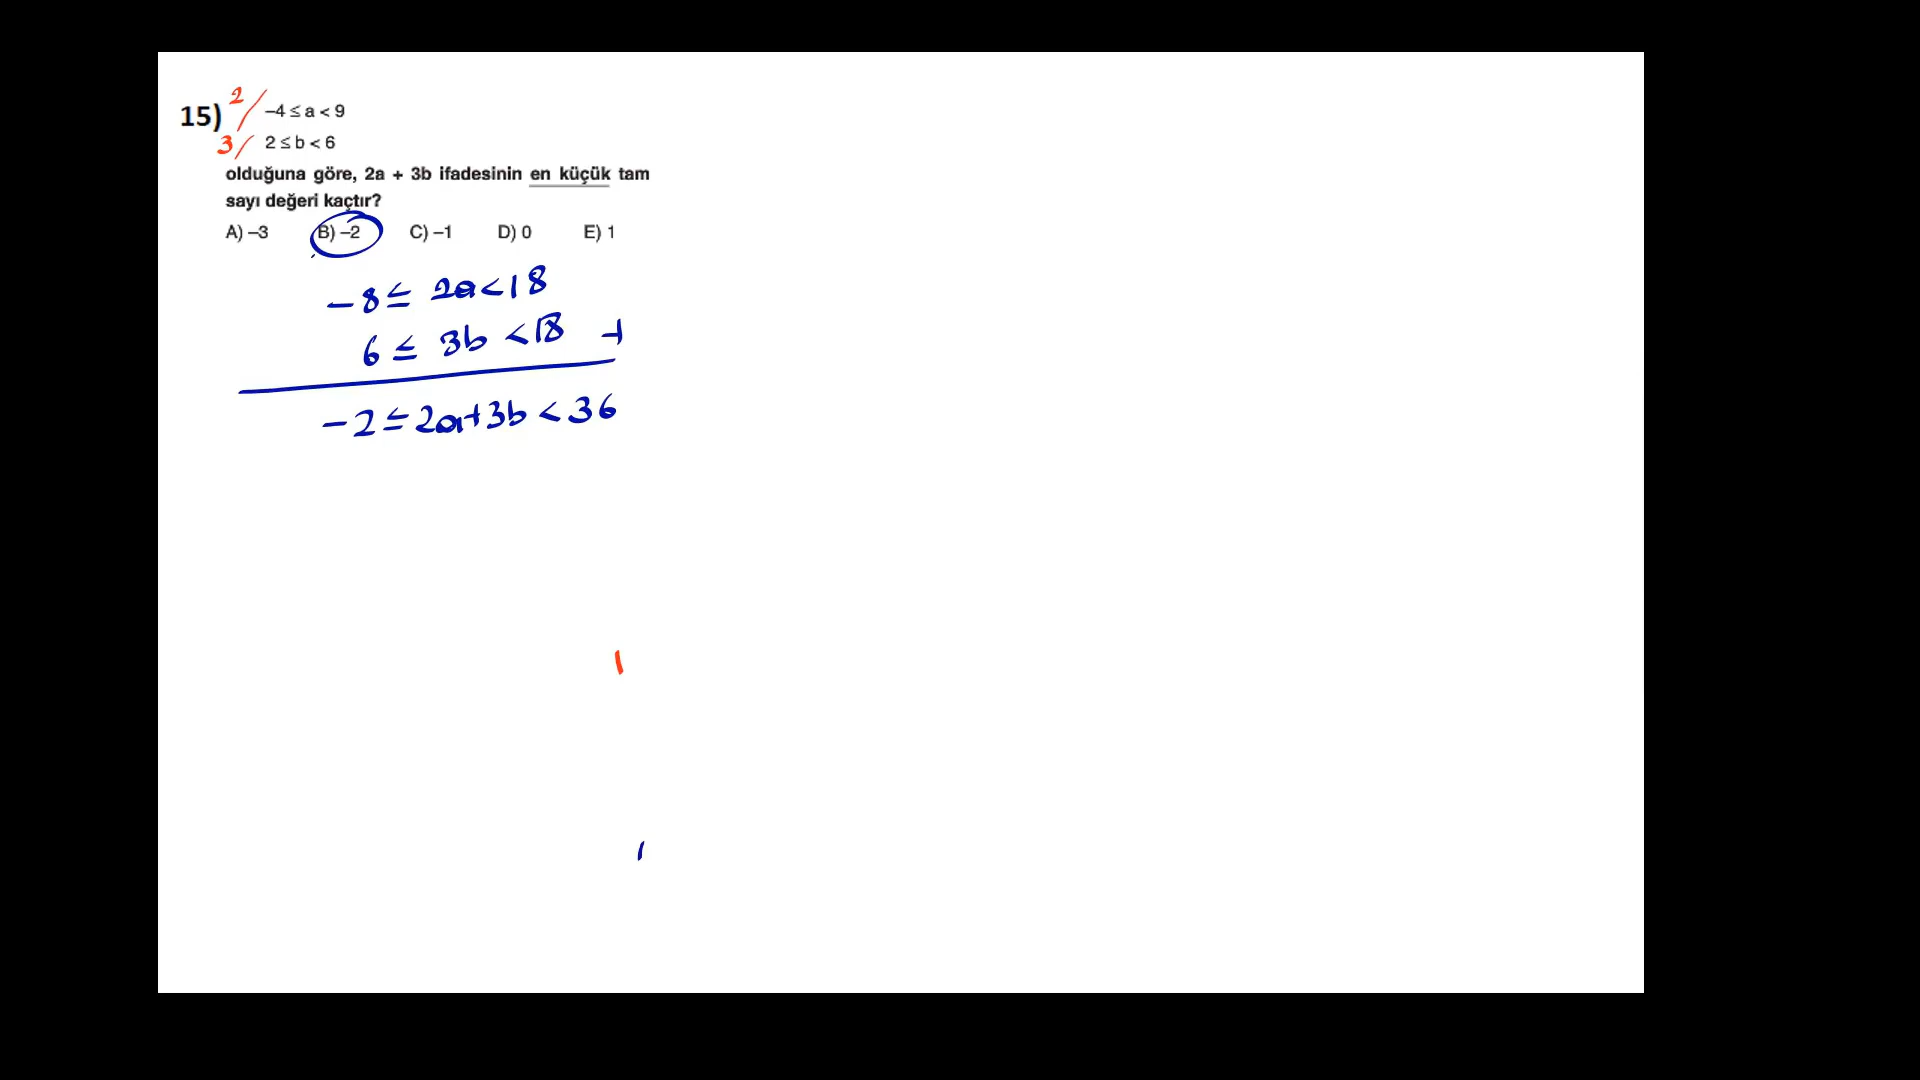 15) 2/ –4 ≤ a < 9
3/ 2 ≤ b < 6
olduğuna göre, 2a + 3b ifadesinin en küçük tam
sayı değeri kaçtır?
A) –3 B) –2 C) –1 D) 0 E) 1
-8 ≤ 2a < 18
6 ≤ 3b < 18 +
-2 ≤ 2a+3b < 36